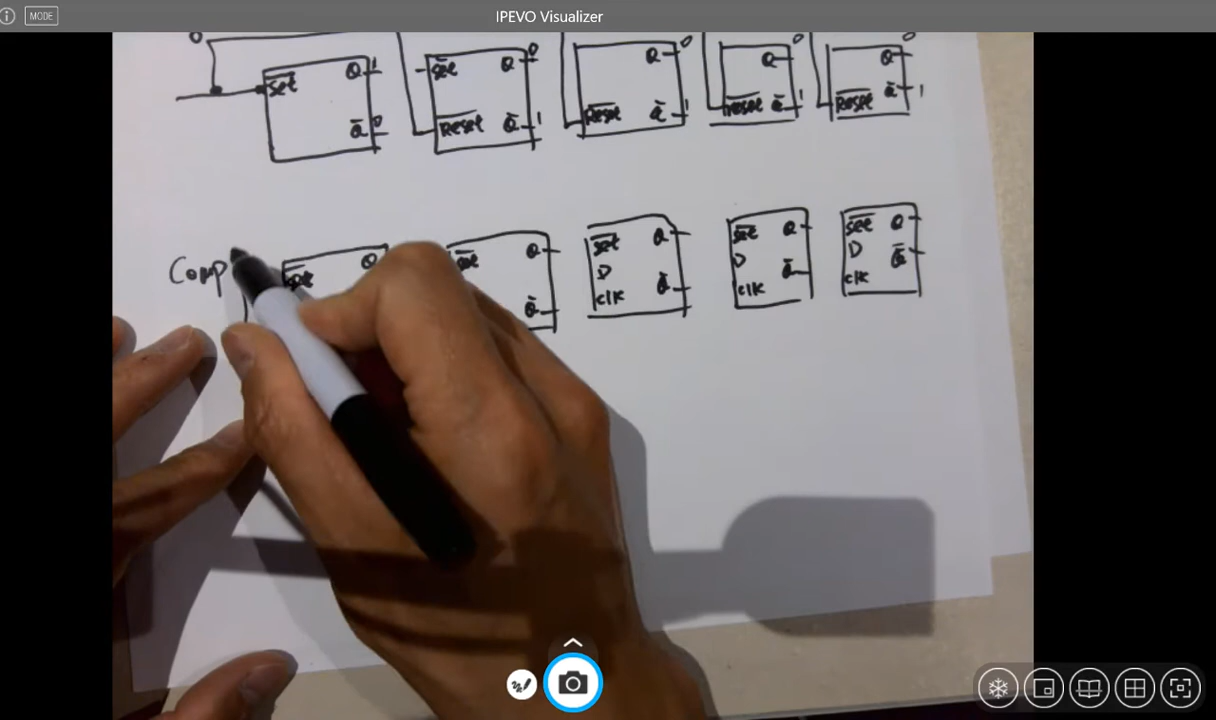 MODE
IPEVO Visualizer
0
set Q 1 Q̅ 0
set Q 0 Reset Q̅ 1
Q 0 Reset Q̅ 1
Q 0 reset Q̅ 1
Q 0 Reset Q̅ 1
Comp
Q
set Q Q̅
set Q D clk Q̅
set Q D clk Q̅
set Q D clk Q̅